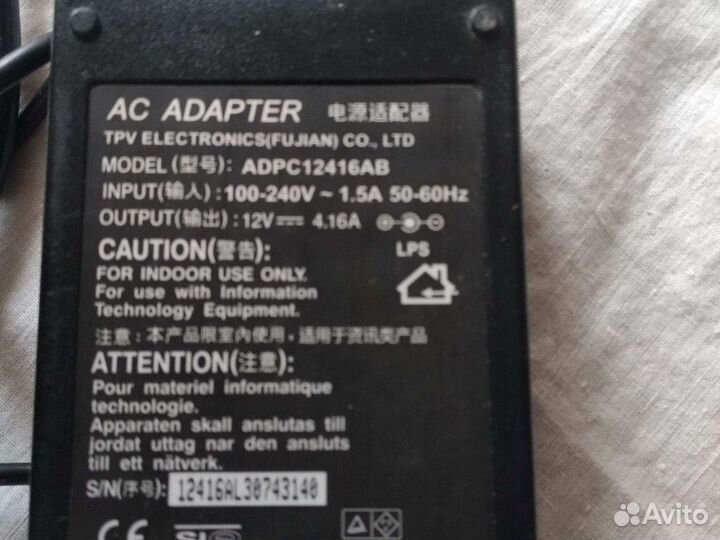 AC ADAPTER 电源适配器
TPV ELECTRONICS(FUJIAN) CO., LTD
MODEL(型号): ADPC12416AB
INPUT(输入):100-240V ~ 1.5A 50-60Hz
OUTPUT(输出):12V 4.16A
CAUTION(警告): LPS
FOR INDOOR USE ONLY.
For use with Information
Technology Equipment.
注意:本产品限室内使用,适用于资讯类产品
ATTENTION(注意):
Pour materiel informatique
technologie.
Apparaten skall anslutas till
jordat uttag nar den ansluts
till ett nätverk.
S/N(序号): 12416AL30743140
CE
Avito